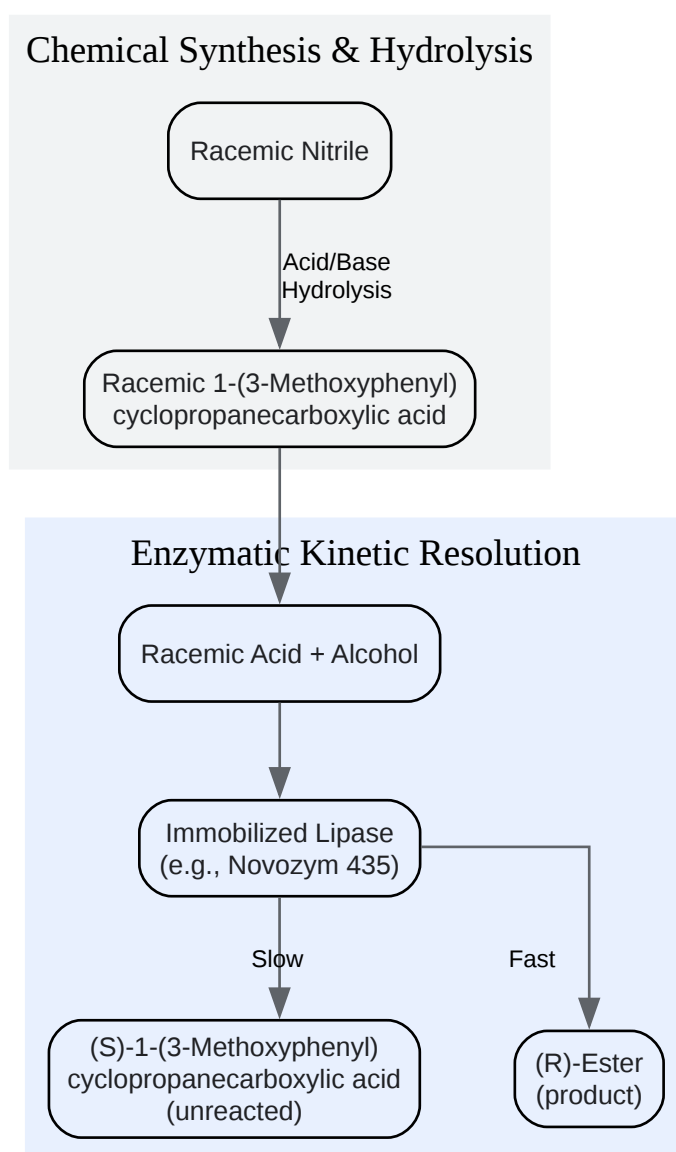 Chemical Synthesis & Hydrolysis
Racemic Nitrile
Acid/Base
Hydrolysis
Racemic 1-(3-Methoxyphenyl)
cyclopropanecarboxylic acid
Enzymatic Kinetic Resolution
Racemic Acid + Alcohol
Immobilized Lipase
(e.g., Novozym 435)
Slow
Fast
(S)-1-(3-Methoxyphenyl)
cyclopropanecarboxylic acid
(unreacted)
(R)-Ester
(product)